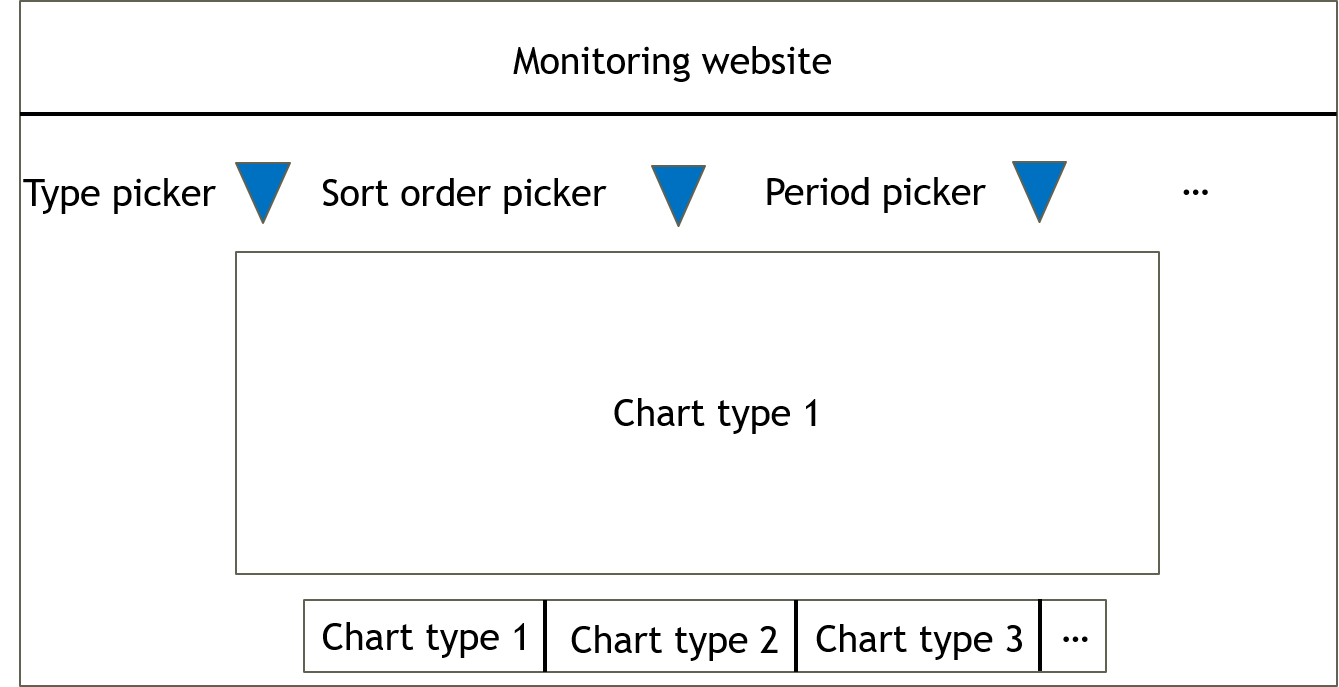 Monitoring website
Type picker Sort order picker Period picker ...
Chart type 1
Chart type 1 Chart type 2 Chart type 3 ...